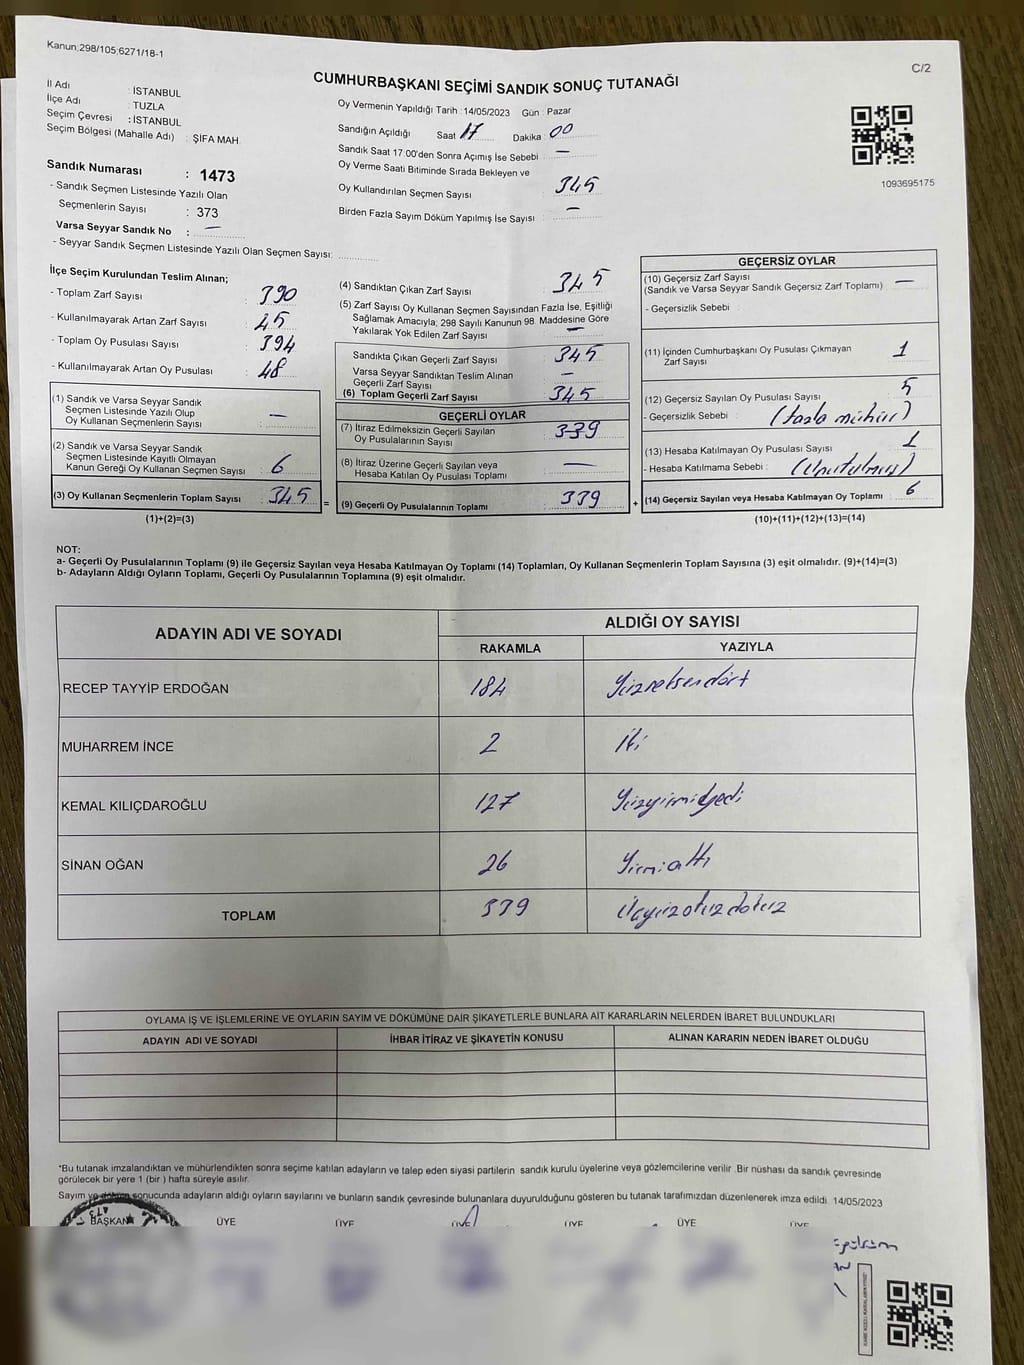 Kanun:298/105;6271/18-1
C/2
CUMHURBAŞKANI SEÇİMİ SANDIK SONUÇ TUTANAĞI
İl Adı : İSTANBUL
İlçe Adı : TUZLA
Seçim Çevresi : İSTANBUL
Seçim Bölgesi (Mahalle Adı) : ŞİFA MAH.
Oy Vermenin Yapıldığı Tarih :14/05/2023 Gün : Pazar
Sandığın Açıldığı Saat 17 Dakika 00
Sandık Saat 17:00'den Sonra Açımış İse Sebebi —
Oy Verme Saati Bitiminde Sırada Bekleyen ve
Oy Kullandırılan Seçmen Sayısı : 345
Birden Fazla Sayım Döküm Yapılmış İse Sayısı : —
1093695175
Sandık Numarası : 1473
- Sandık Seçmen Listesinde Yazılı Olan
Seçmenlerin Sayısı : 373
Varsa Seyyar Sandık No : —
- Seyyar Sandık Seçmen Listesinde Yazılı Olan Seçmen Sayısı:
İlçe Seçim Kurulundan Teslim Alınan;
- Toplam Zarf Sayısı : 390
- Kullanılmayarak Artan Zarf Sayısı : 45
- Toplam Oy Pusulası Sayısı : 394
- Kullanılmayarak Artan Oy Pusulası : 48
(1) Sandık ve Varsa Seyyar Sandık
Seçmen Listesinde Yazılı Olup
Oy Kullanan Seçmenlerin Sayısı : —
(2) Sandık ve Varsa Seyyar Sandık
Seçmen Listesinde Kayıtlı Olmayan
Kanun Gereği Oy Kullanan Seçmen Sayısı : 6
(3) Oy Kullanan Seçmenlerin Toplam Sayısı : 345 =
(1)+(2)=(3)
(4) Sandıktan Çıkan Zarf Sayısı : 345
(5) Zarf Sayısı Oy Kullanan Seçmen Sayısından Fazla İse, Eşitliği
Sağlamak Amacıyla; 298 Sayılı Kanunun 98. Maddesine Göre
Yakılarak Yok Edilen Zarf Sayısı : —
Sandıkta Çıkan Geçerli Zarf Sayısı : 345
Varsa Seyyar Sandıktan Teslim Alınan
Geçerli Zarf Sayısı : —
(6) Toplam Geçerli Zarf Sayısı : 345
GEÇERLİ OYLAR
(7) İtiraz Edilmeksizin Geçerli Sayılan
Oy Pusulalarının Sayısı : 339
(8) İtiraz Üzerine Geçerli Sayılan veya
Hesaba Katılan Oy Pusulası Toplamı : —
(9) Geçerli Oy Pusulalarının Toplamı : 339 +
GEÇERSİZ OYLAR
(10) Geçersiz Zarf Sayısı
(Sandık ve Varsa Seyyar Sandık Geçersiz Zarf Toplamı) : —
- Geçersizlik Sebebi :
(11) İçinden Cumhurbaşkanı Oy Pusulası Çıkmayan
Zarf Sayısı : 1
(12) Geçersiz Sayılan Oy Pusulası Sayısı : 5
- Geçersizlik Sebebi : (fazla mühür)
(13) Hesaba Katılmayan Oy Pusulası Sayısı : 1
- Hesaba Katılmama Sebebi : (Unutulmuş)
(14) Geçersiz Sayılan veya Hesaba Katılmayan Oy Toplamı : 6
(10)+(11)+(12)+(13)=(14)
NOT:
a- Geçerli Oy Pusulalarının Toplamı (9) ile Geçersiz Sayılan veya Hesaba Katılmayan Oy Toplamı (14) Toplamları, Oy Kullanan Seçmenlerin Toplam Sayısına (3) eşit olmalıdır. (9)+(14)=(3)
b- Adayların Aldığı Oyların Toplamı, Geçerli Oy Pusulalarının Toplamına (9) eşit olmalıdır.
ADAYIN ADI VE SOYADI
ALDIĞI OY SAYISI
RAKAMLA YAZIYLA
RECEP TAYYİP ERDOĞAN 184 Yüzseksendört
MUHARREM İNCE 2 İki
KEMAL KILIÇDAROĞLU 127 Yüzyirmidyedi
SİNAN OĞAN 26 Yirmialtı
TOPLAM 339 Üçyüzotuzdokuz
OYLAMA İŞ VE İŞLEMLERİNE VE OYLARIN SAYIM VE DÖKÜMÜNE DAİR ŞİKAYETLERLE BUNLARA AİT KARARLARIN NELERDEN İBARET BULUNDUKLARI
ADAYIN ADI VE SOYADI İHBAR İTİRAZ VE ŞİKAYETİN KONUSU ALINAN KARARIN NEDEN İBARET OLDUĞU
*Bu tutanak imzalandıktan ve mühürlendikten sonra seçime katılan adayların ve talep eden siyasi partilerin sandık kurulu üyelerine veya gözlemcilerine verilir .Bir nüshası da sandık çevresinde
görülecek bir yere 1 (bir ) hafta süreyle asılır.
Sayım ve döküm sonucunda adayların aldığı oyların sayılarını ve bunların sandık çevresinde bulunanlara duyurulduğunu gösteren bu tutanak tarafımızdan düzenlenerek imza edildi. 14/05/2023
BAŞKAN ÜYE ÜYE ÜYE ÜYE ÜYE ÜYE